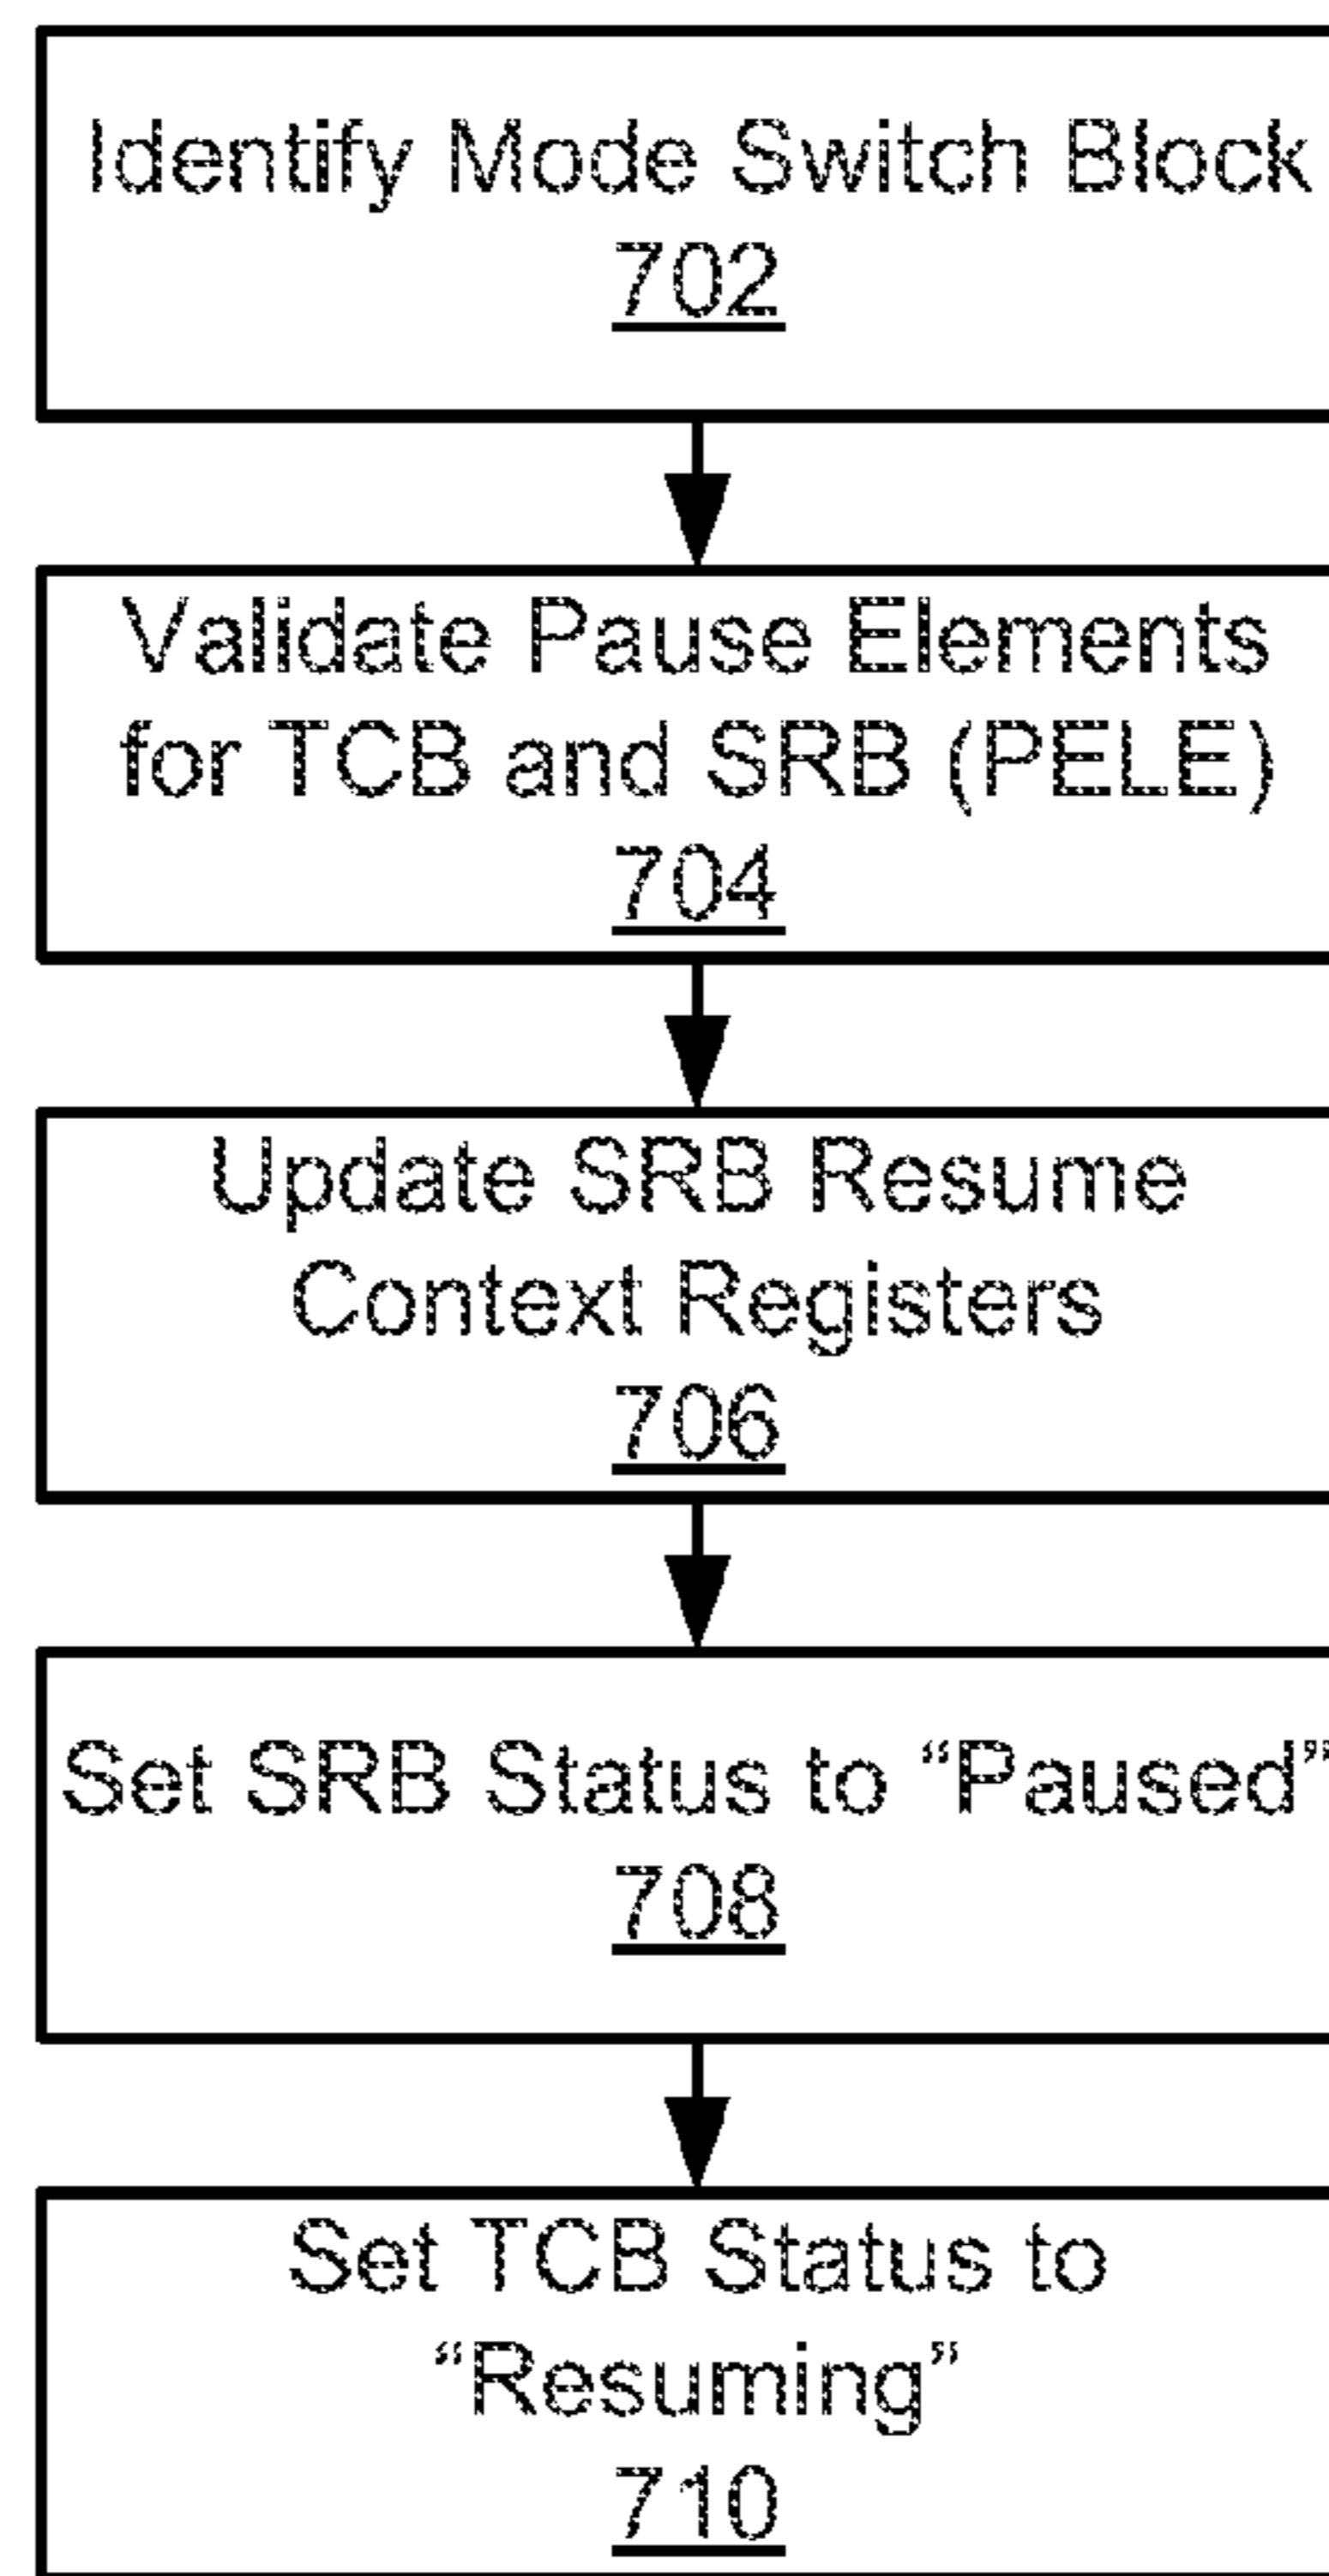 Identify Mode Switch Block
702
Validate Pause Elements
for TCB and SRB (PELE)
704
Update SRB Resume
Context Registers
706
Set SRB Status to “Paused”
708
Set TCB Status to
“Resuming”
710